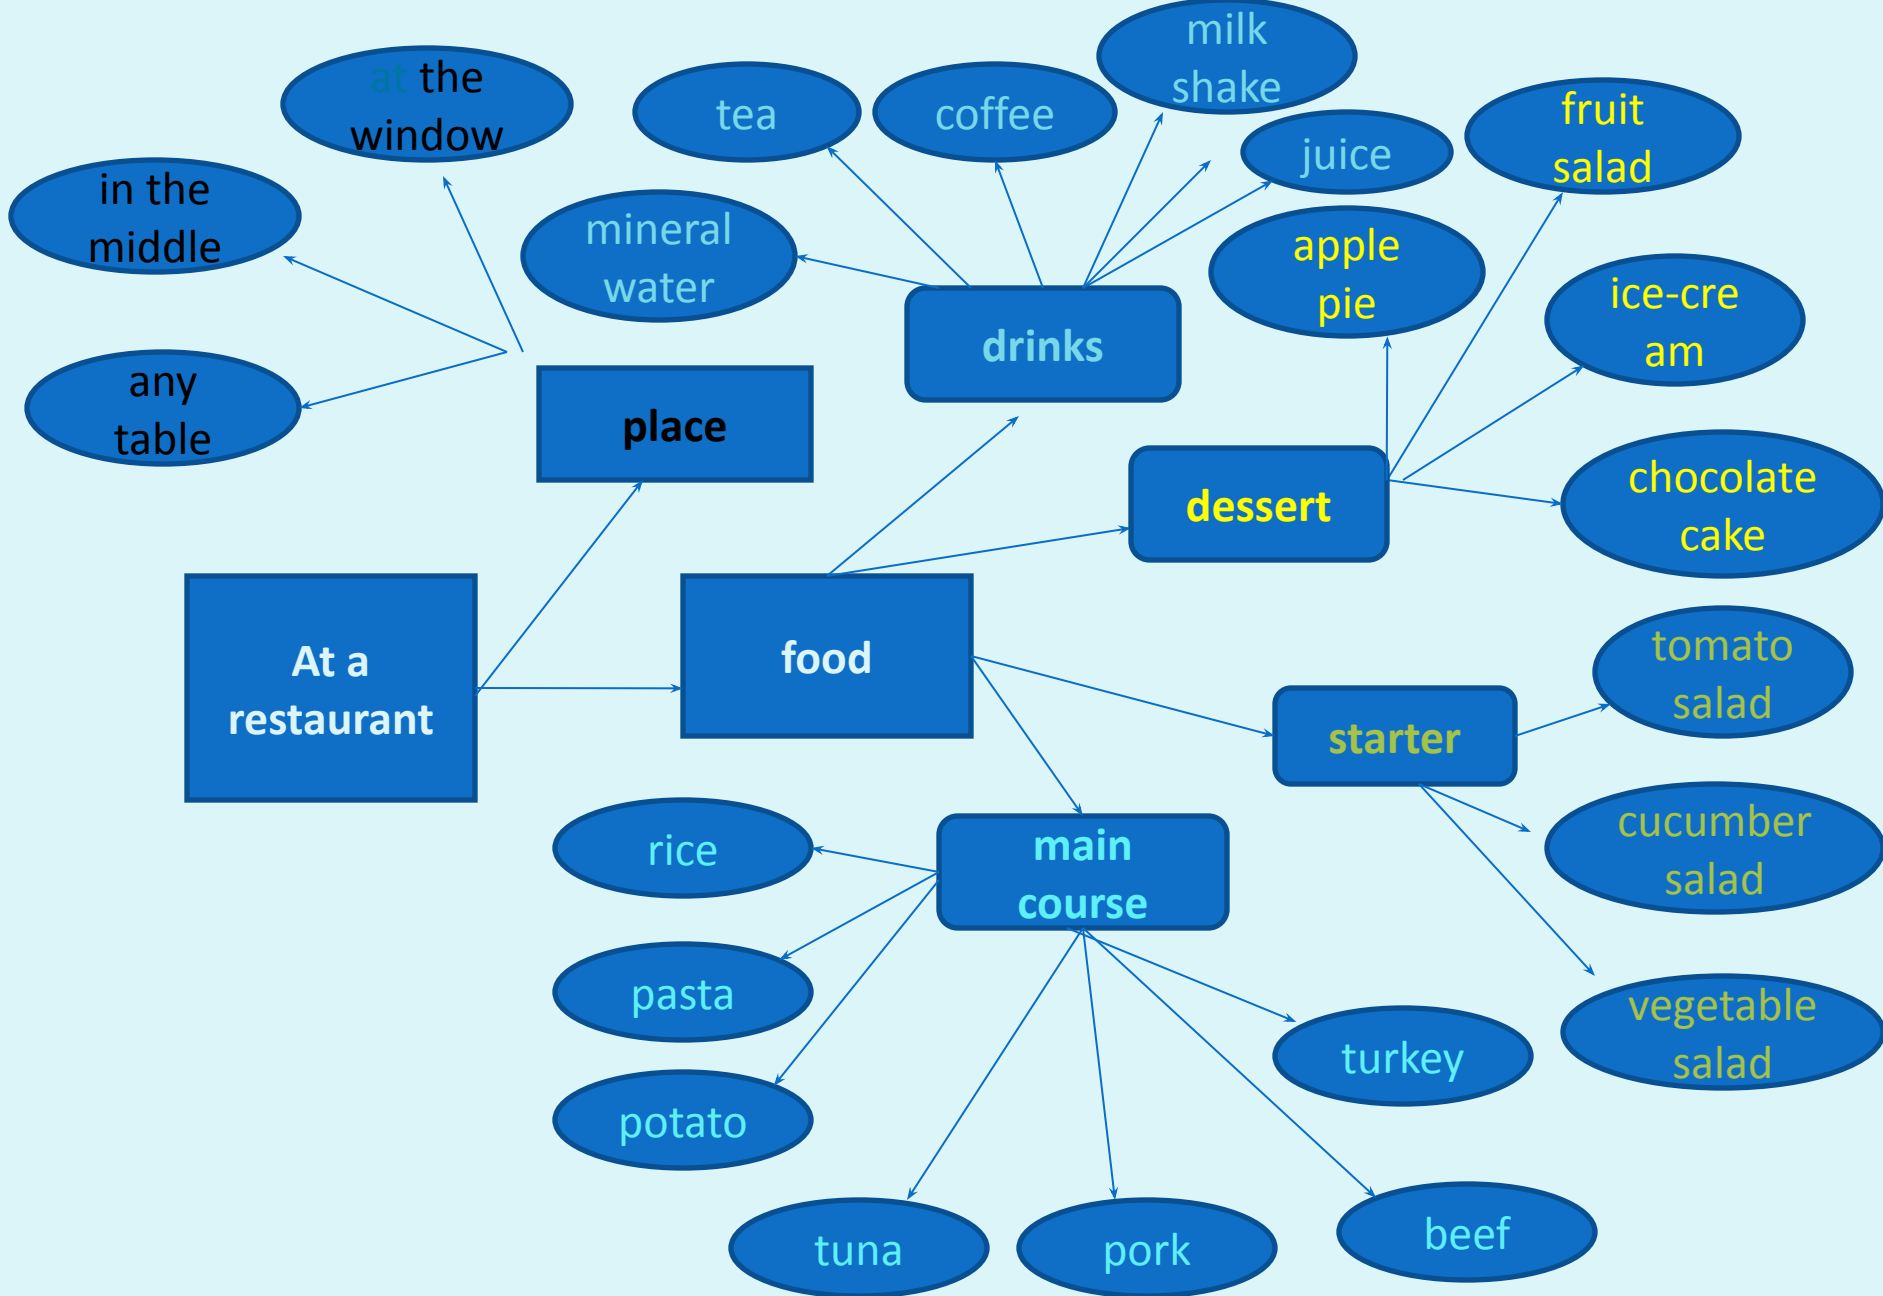 milk
shake
at the
window
tea
coffee
juice
fruit
salad
in the
middle
mineral
water
apple
pie
ice-cre
am
drinks
any
table
place
dessert
chocolate
cake
At a
restaurant
food
tomato
salad
starter
rice
main
course
cucumber
salad
pasta
turkey
vegetable
salad
potato
tuna
pork
beef